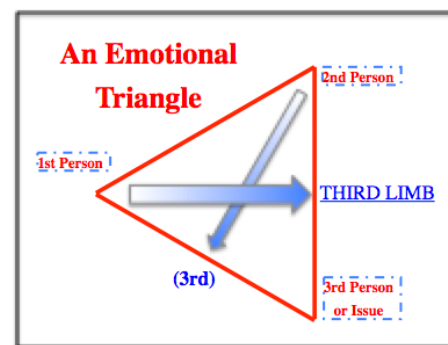 An Emotional
Triangle
2nd Person
1st Person
THIRD LIMB
(3rd)
3rd Person
or Issue